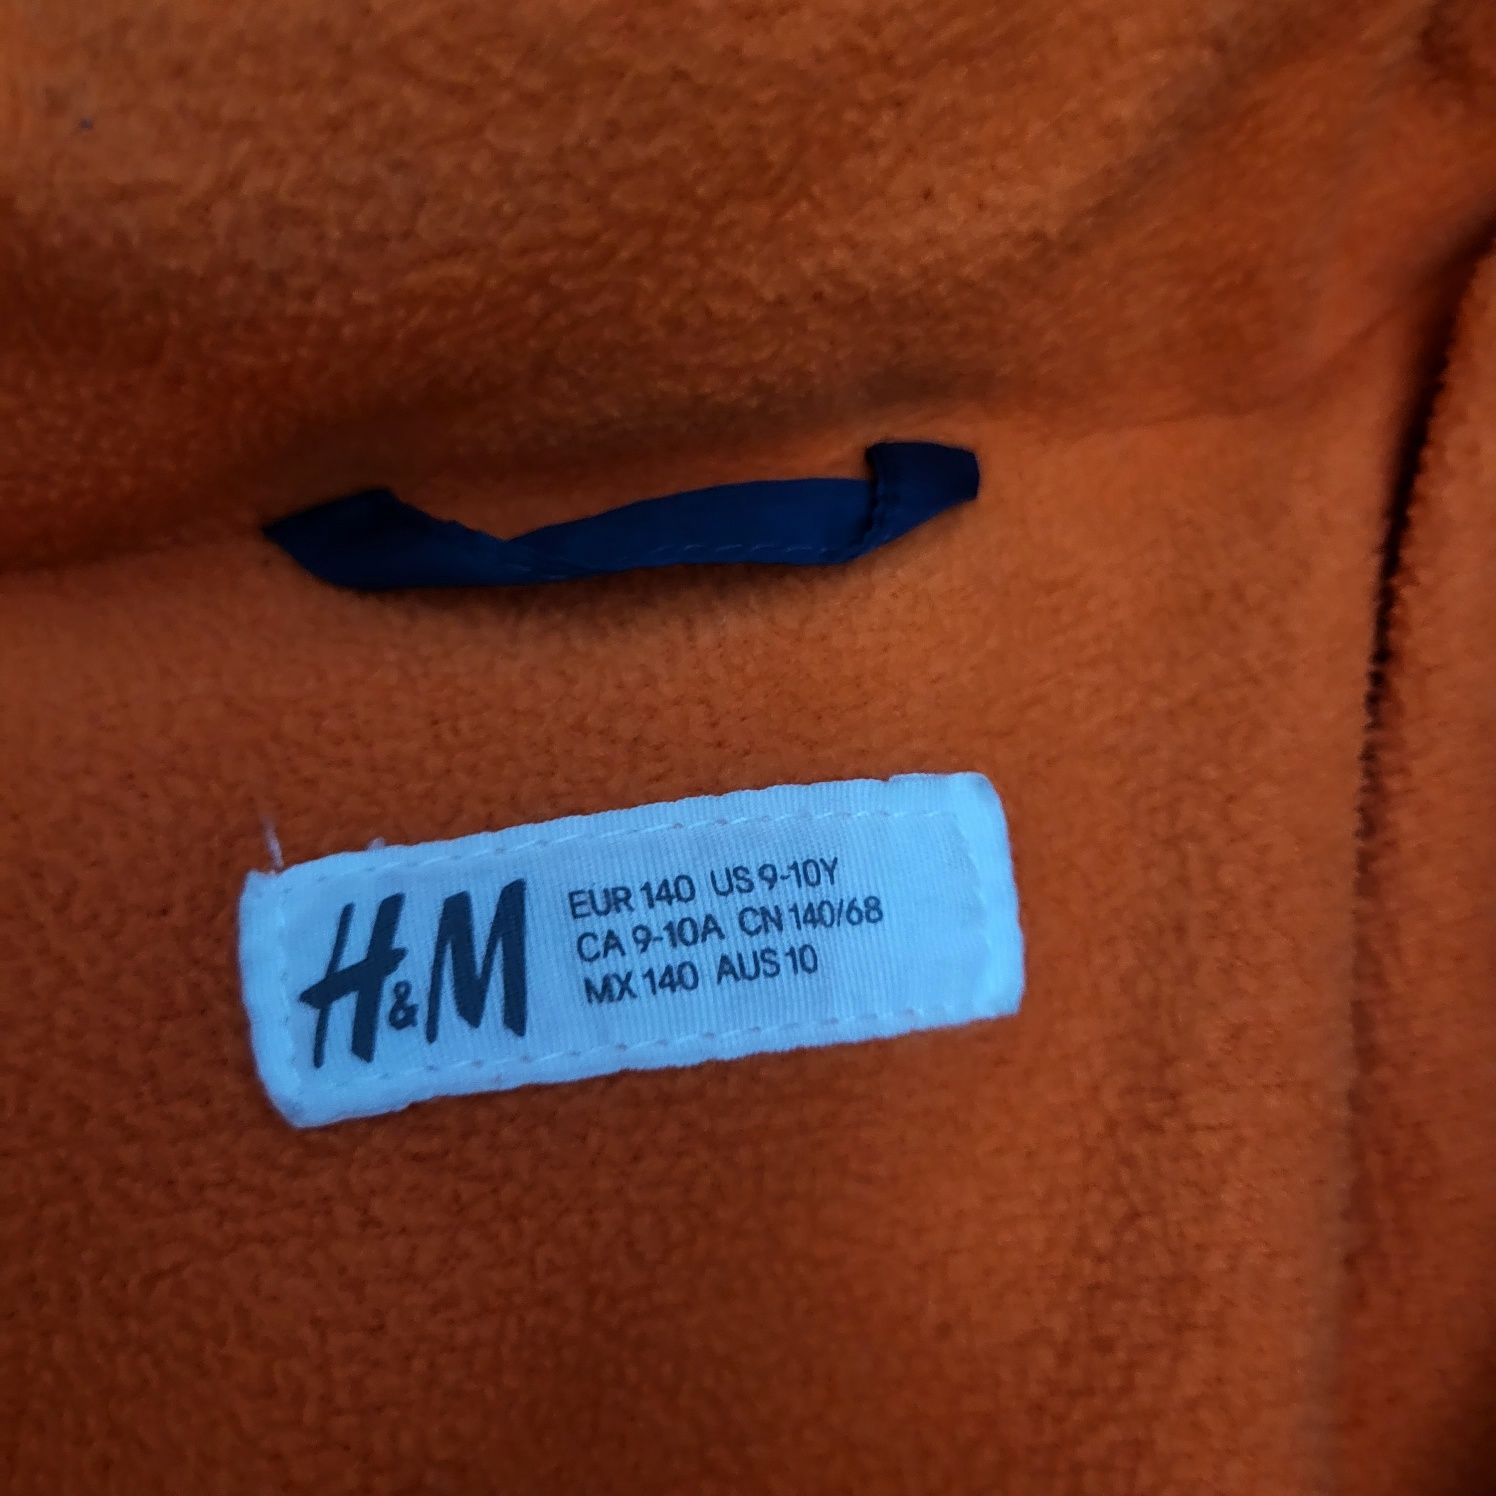 H&M
EUR 140 US 9-10Y
CA 9-10A CN 140/68
MX 140 AUS 10